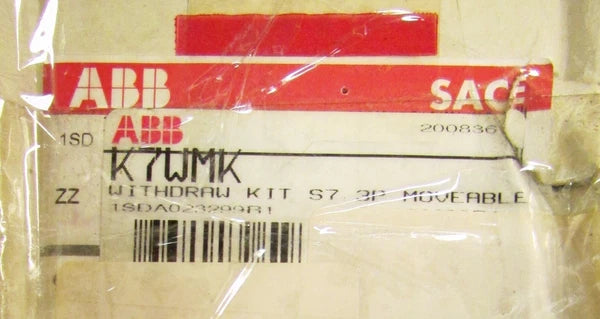 ABB SACE
1SD ABB 200836
K7WMK
ZZ WITHDRAW KIT S7 3P MOVEABLE
1SDA023299R1